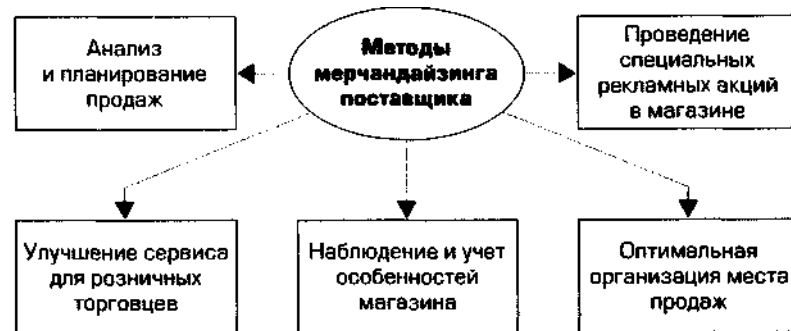 Анализ
и планирование
продаж
Методы
мерчандайзинга
поставщика
Проведение
специальных
рекламных акций
в магазине
Улучшение сервиса
для розничных
торговцев
Наблюдение и учет
особенностей
магазина
Оптимальная
организация места
продаж